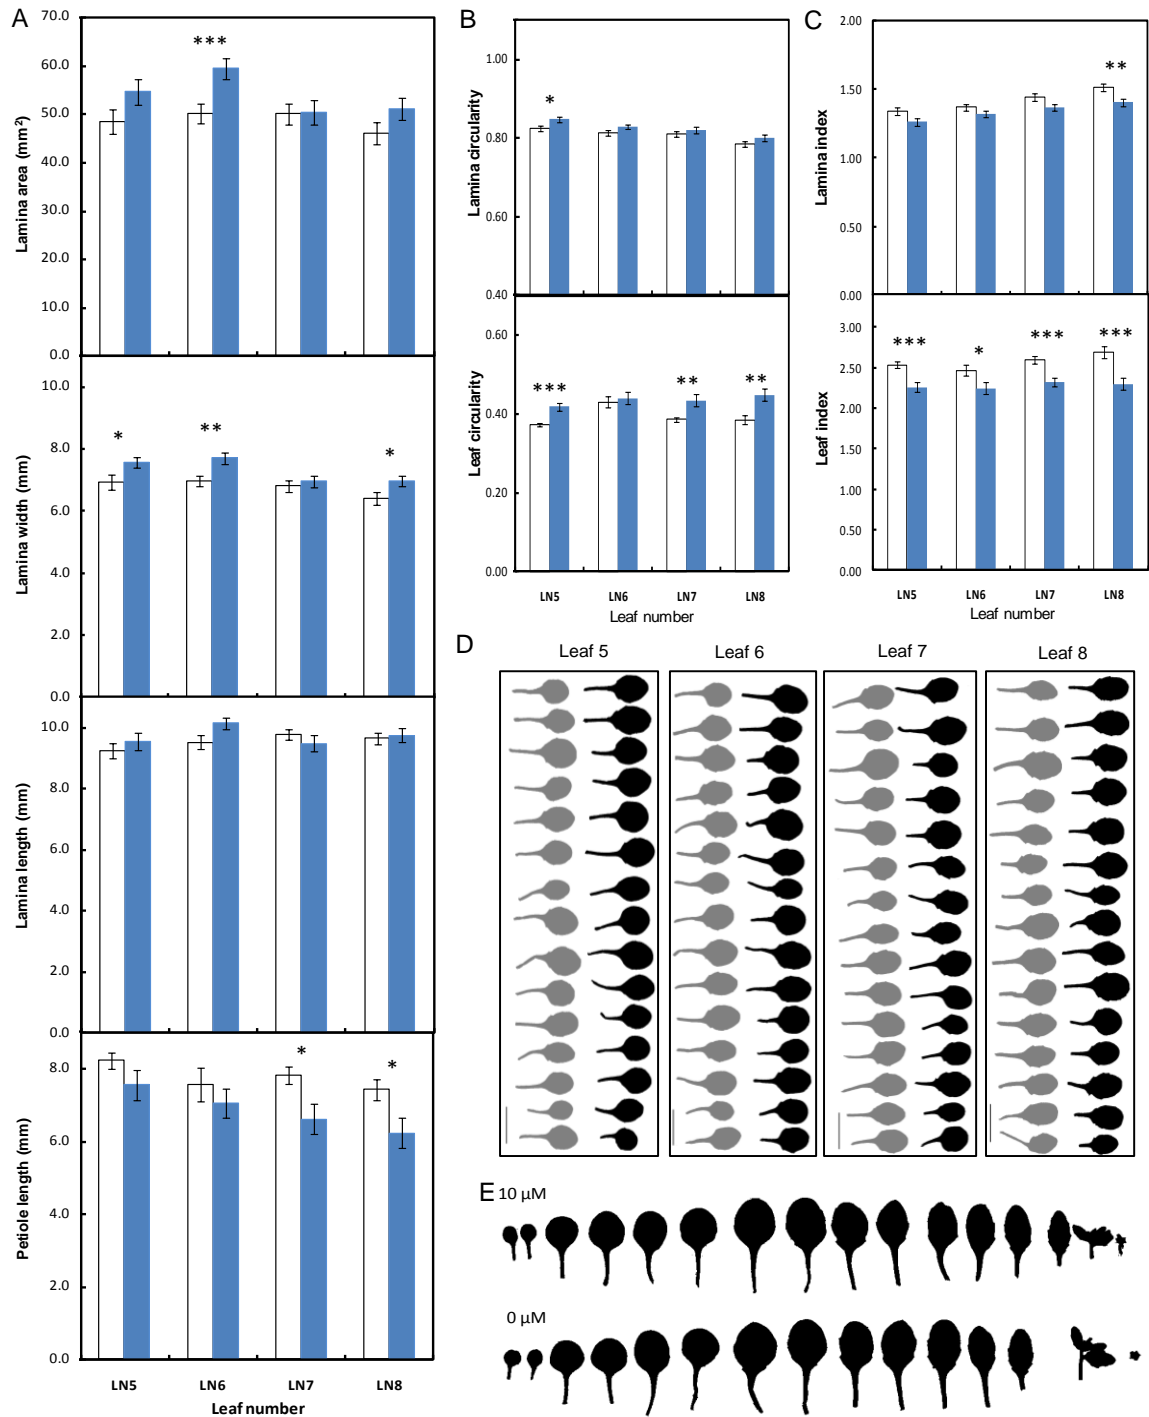 A
70.0
60.0
50.0
40.0
30.0
20.0
10.0
0.0
Lamina area (mm²)
***
10.0
8.0
6.0
4.0
2.0
0.0
Lamina width (mm)
*
**
*
10.0
8.0
6.0
4.0
2.0
0.0
Lamina length (mm)
8.0
6.0
4.0
2.0
0.0
Petiole length (mm)
*
*
LN5 LN6 LN7 LN8
Leaf number
B
1.00
0.80
0.60
0.40
Lamina circularity
*
0.60
0.40
0.20
0.00
Leaf circularity
***
**
**
LN5 LN6 LN7 LN8
Leaf number
C
2.00
1.50
1.00
0.50
0.00
Lamina index
**
3.00
2.50
2.00
1.50
1.00
0.50
0.00
Leaf index
***
*
***
***
LN5 LN6 LN7 LN8
Leaf number
D
Leaf 5 Leaf 6 Leaf 7 Leaf 8
E
10 µM
0 µM